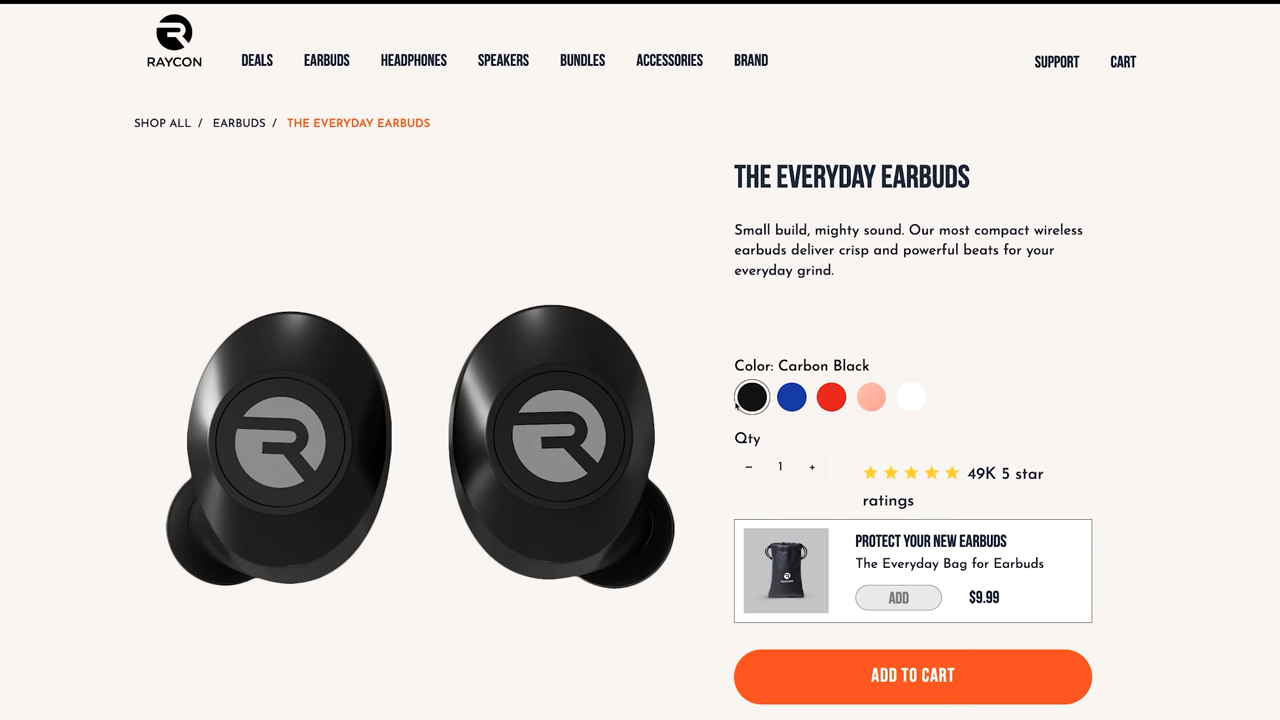 RAYCON
DEALS
EARBUDS
HEADPHONES
SPEAKERS
BUNDLES
ACCESSORIES
BRAND
SUPPORT
CART
SHOP ALL / EARBUDS / THE EVERYDAY EARBUDS
THE EVERYDAY EARBUDS
Small build, mighty sound. Our most compact wireless
earbuds deliver crisp and powerful beats for your
everyday grind.
Color: Carbon Black
Qty
− 1 +
49K 5 star
ratings
PROTECT YOUR NEW EARBUDS
The Everyday Bag for Earbuds
RAYCON
ADD
$9.99
ADD TO CART